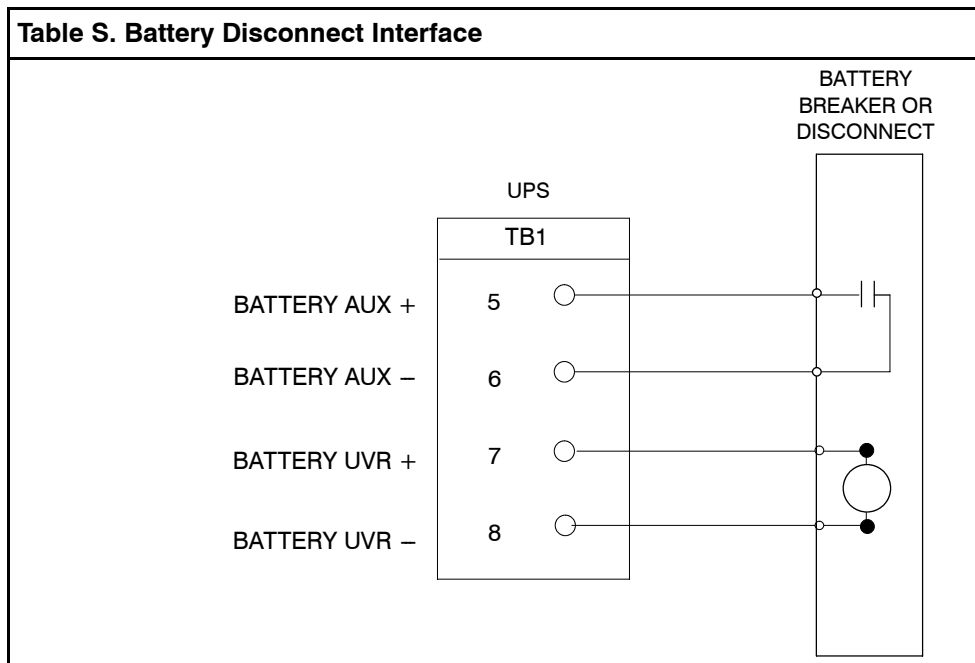 Table S. Battery Disconnect Interface
BATTERY
BREAKER OR
DISCONNECT
UPS
TB1
BATTERY AUX + 5
BATTERY AUX − 6
BATTERY UVR + 7
BATTERY UVR − 8